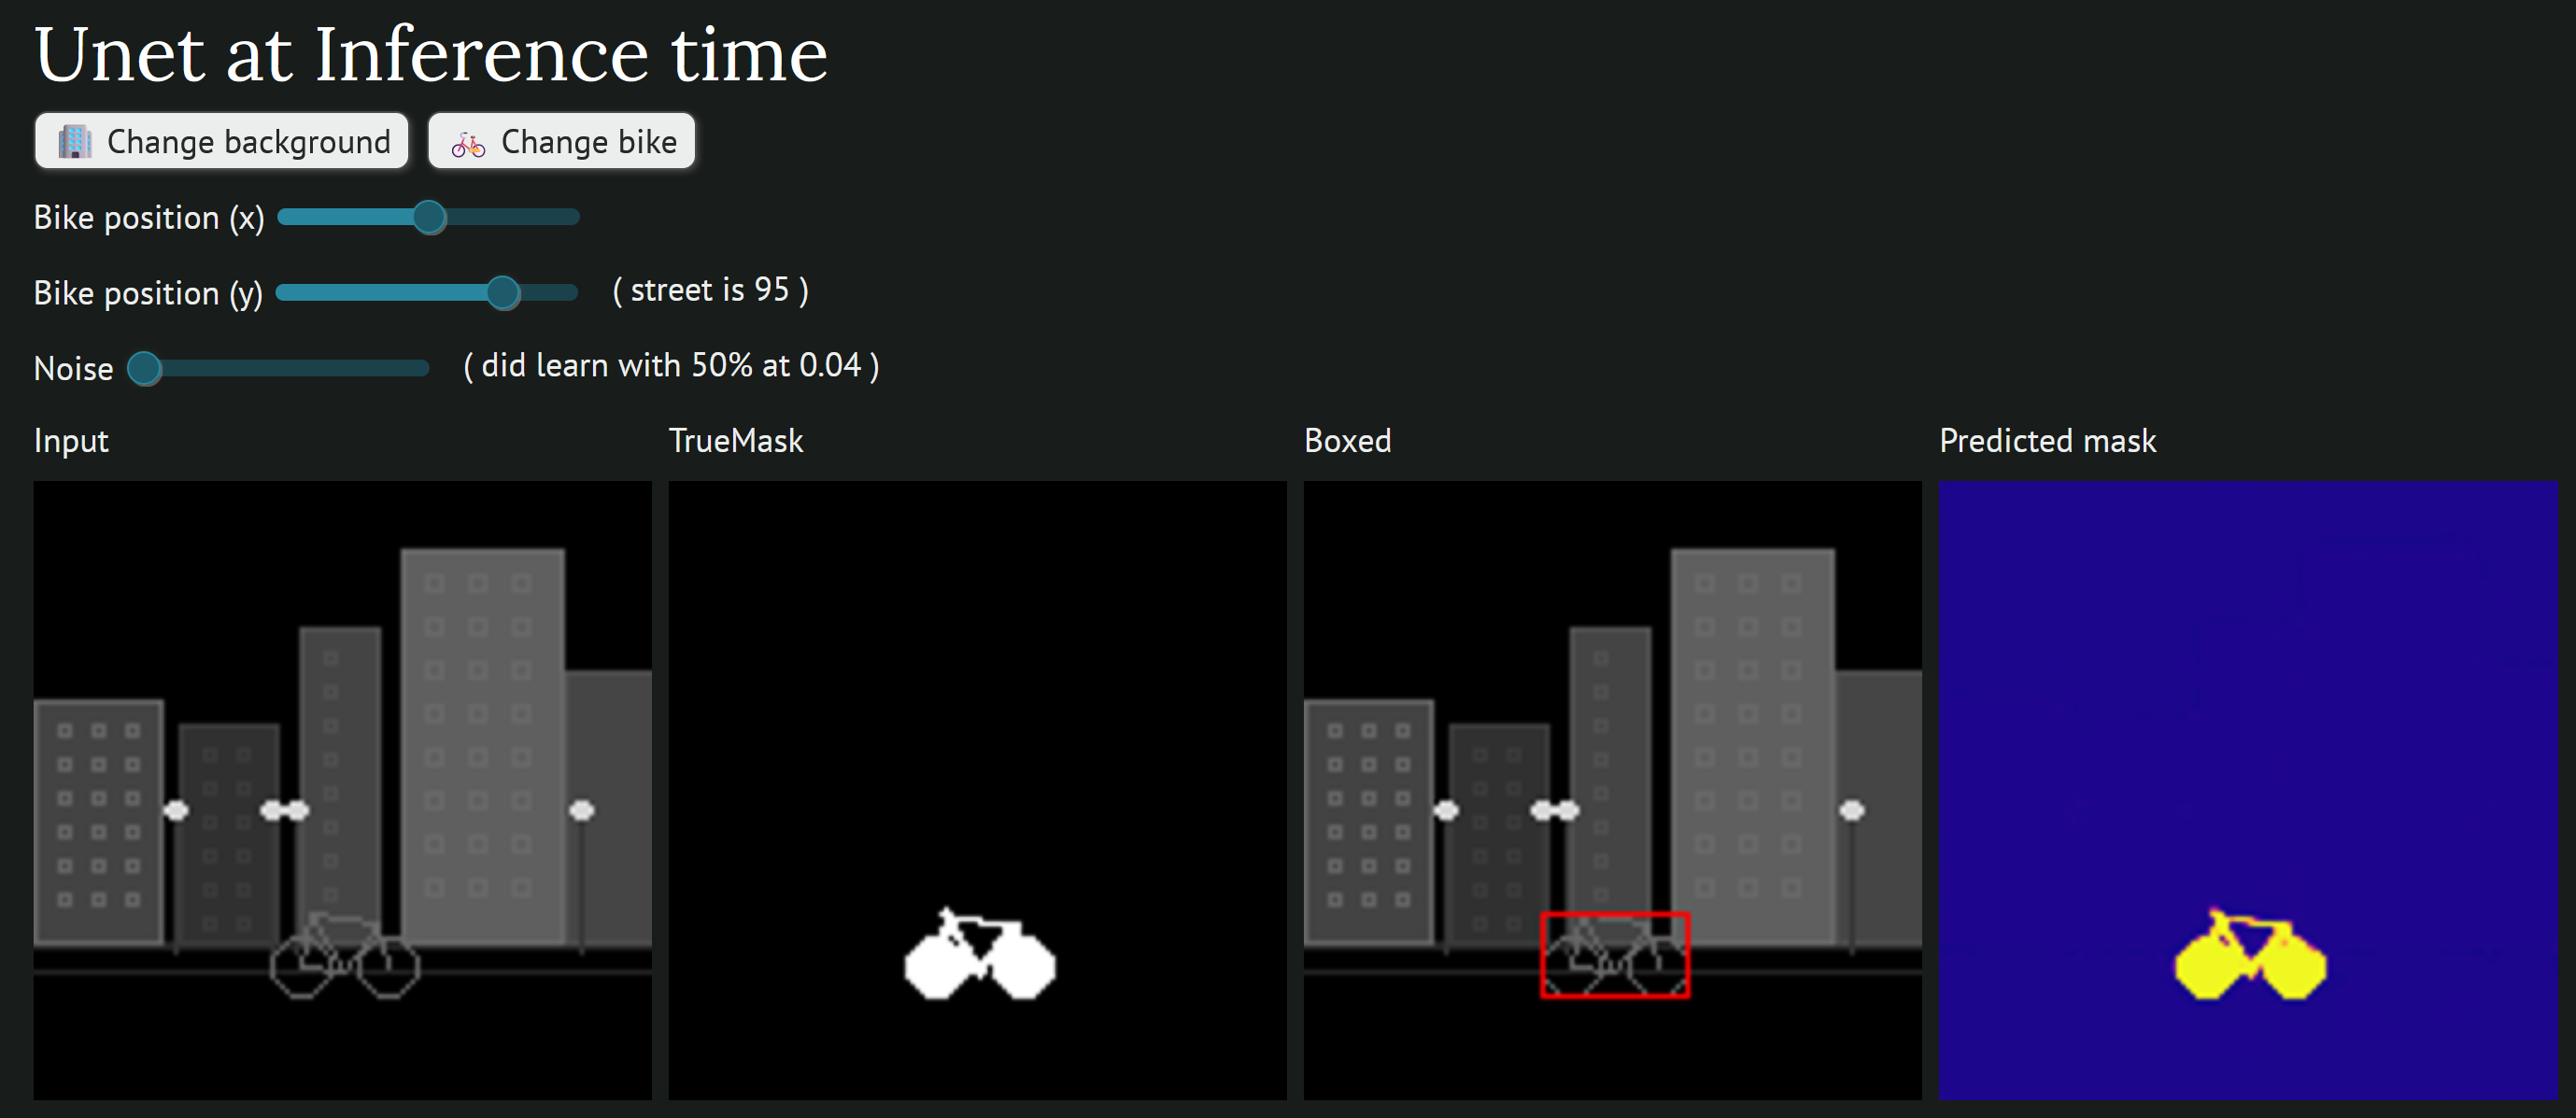 Unet at Inference time
Change background
Change bike
Bike position (x)
Bike position (y)
( street is 95 )
Noise
( did learn with 50% at 0.04 )
Input
TrueMask
Boxed
Predicted mask